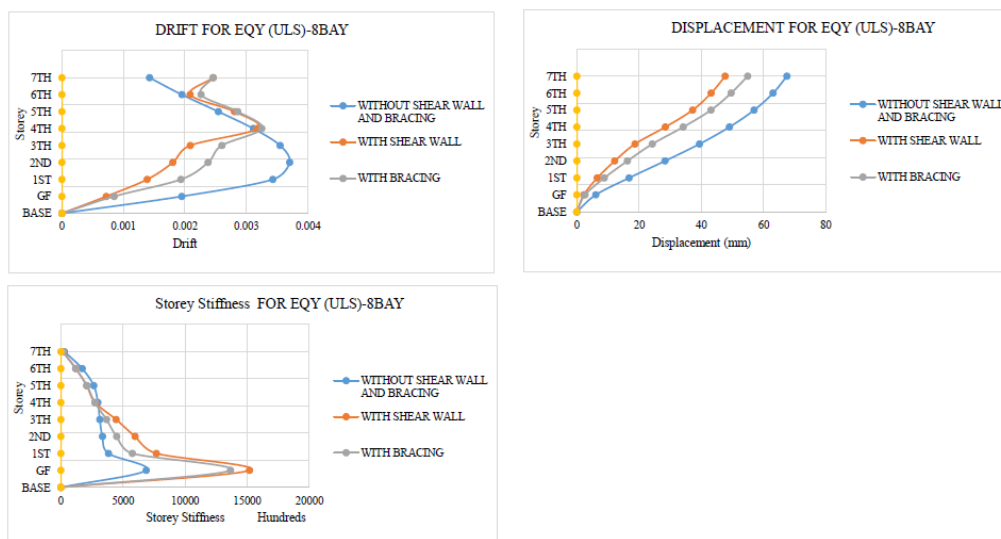 DRIFT FOR EQY (ULS)-8BAY
Storey
7TH
6TH
5TH
4TH
3TH
2ND
1ST
GF
BASE
0 0.001 0.002 0.003 0.004
Drift
WITHOUT SHEAR WALL
AND BRACING
WITH SHEAR WALL
WITH BRACING
DISPLACEMENT FOR EQY (ULS)-8BAY
Storey
7TH
6TH
5TH
4TH
3TH
2ND
1ST
GF
BASE
0 20 40 60 80
Displacement (mm)
WITHOUT SHEAR WALL
AND BRACING
WITH SHEAR WALL
WITH BRACING
Storey Stiffness FOR EQY (ULS)-8BAY
Storey
7TH
6TH
5TH
4TH
3TH
2ND
1ST
GF
BASE
0 5000 10000 15000 20000
Storey Stiffness Hundreds
WITHOUT SHEAR WALL
AND BRACING
WITH SHEAR WALL
WITH BRACING